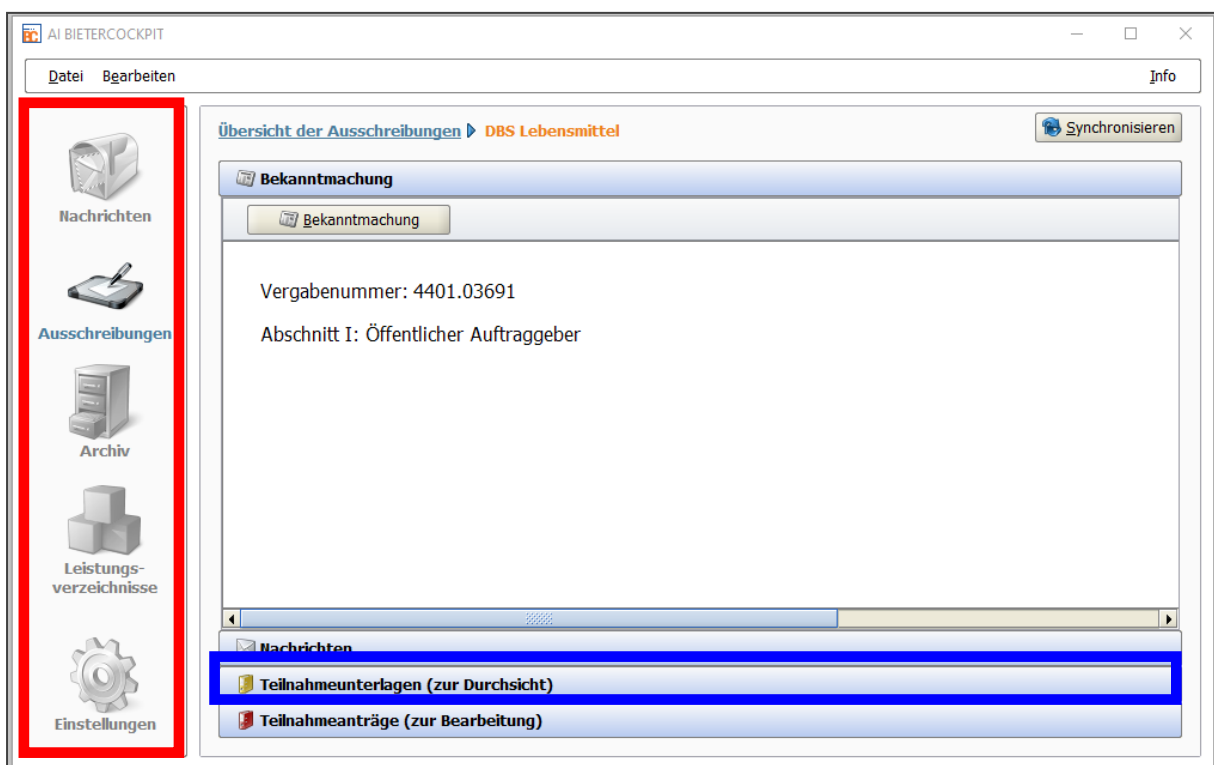 AI BIETERCOCKPIT
Datei Bearbeiten Info
Nachrichten
Ausschreibungen
Archiv
Leistungs-
verzeichnisse
Einstellungen
Übersicht der Ausschreibungen DBS Lebensmittel Synchronisieren
Bekanntmachung
Bekanntmachung
Vergabenummer: 4401.03691
Abschnitt I: Öffentlicher Auftraggeber
Nachrichten
Teilnahmeunterlagen (zur Durchsicht)
Teilnahmeanträge (zur Bearbeitung)